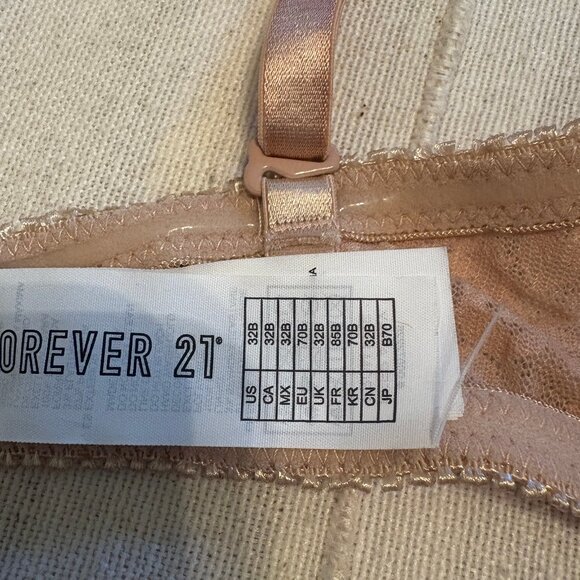 OREVER 21
US 32B
CA 32B
MX 32B
EU 70B
UK 32B
FR 85B
KR 70B
CN 32B
JP B70